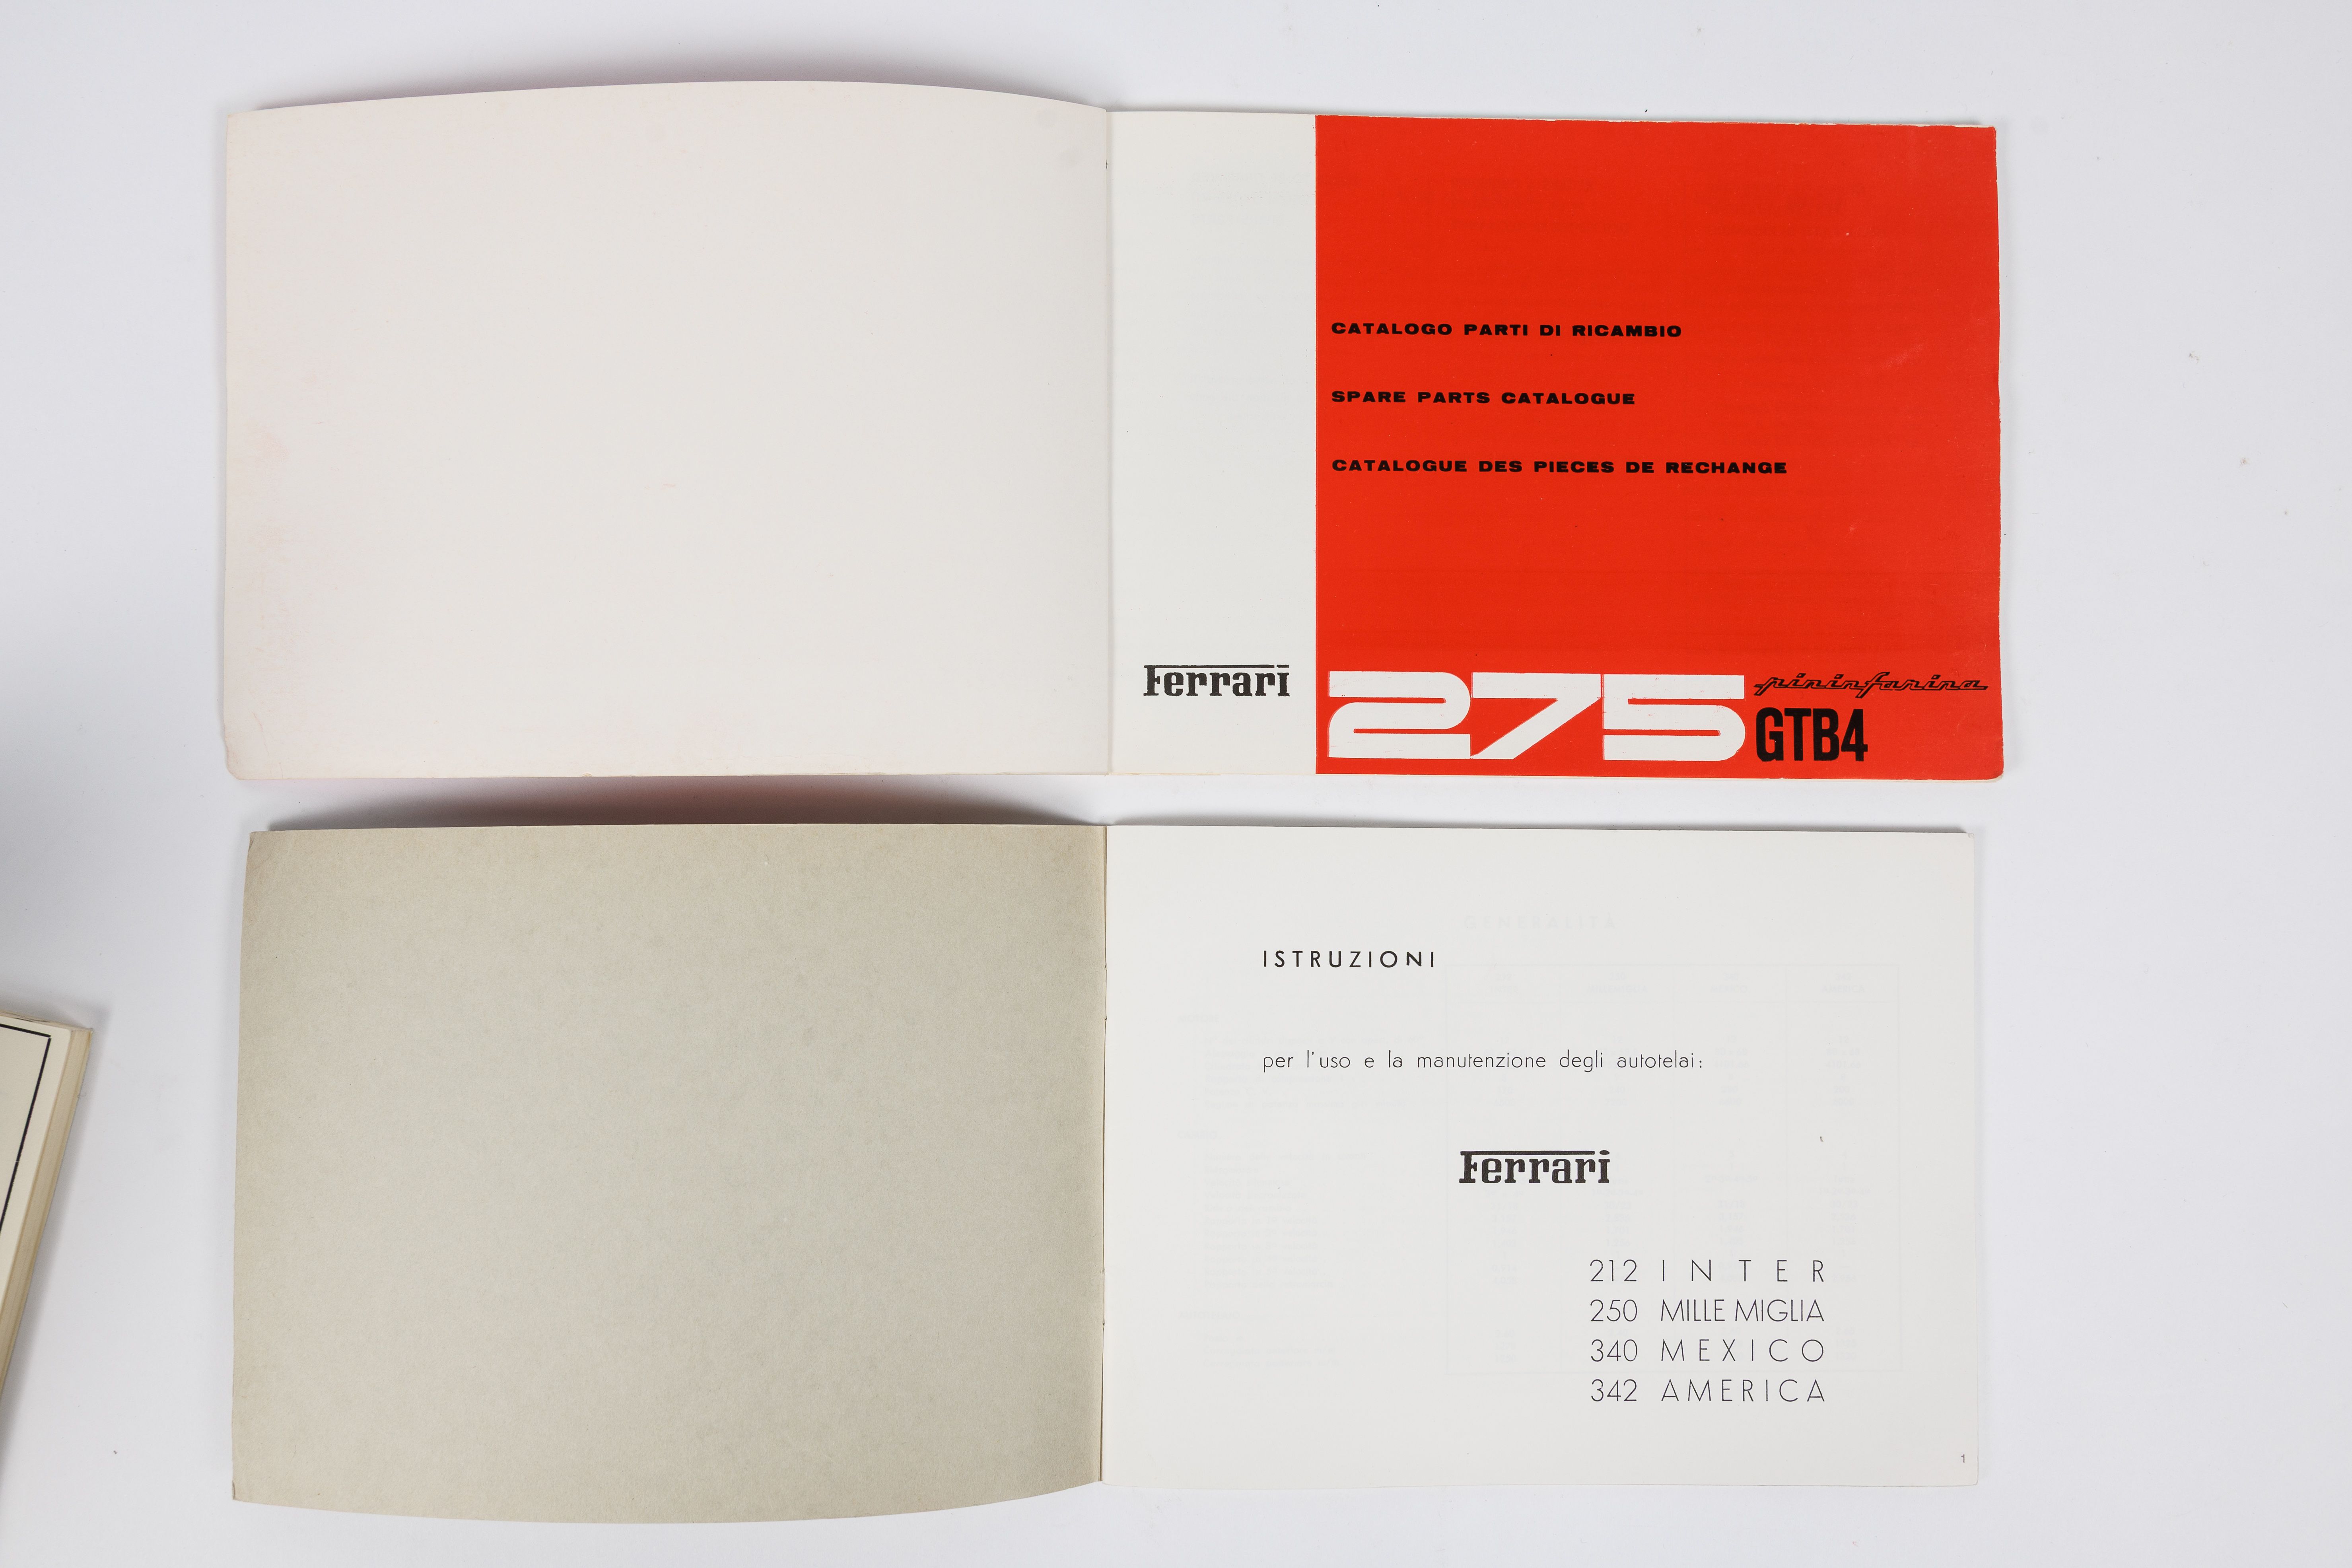 CATALOGO PARTI DI RICAMBIO
SPARE PARTS CATALOGUE
CATALOGUE DES PIECES DE RECHANGE
Ferrari
275 pininfarina
GTB4
ISTRUZIONI
per l'uso e la manutenzione degli autotelai:
Ferrari
212 INTER
250 MILLE MIGLIA
340 MEXICO
342 AMERICA
1